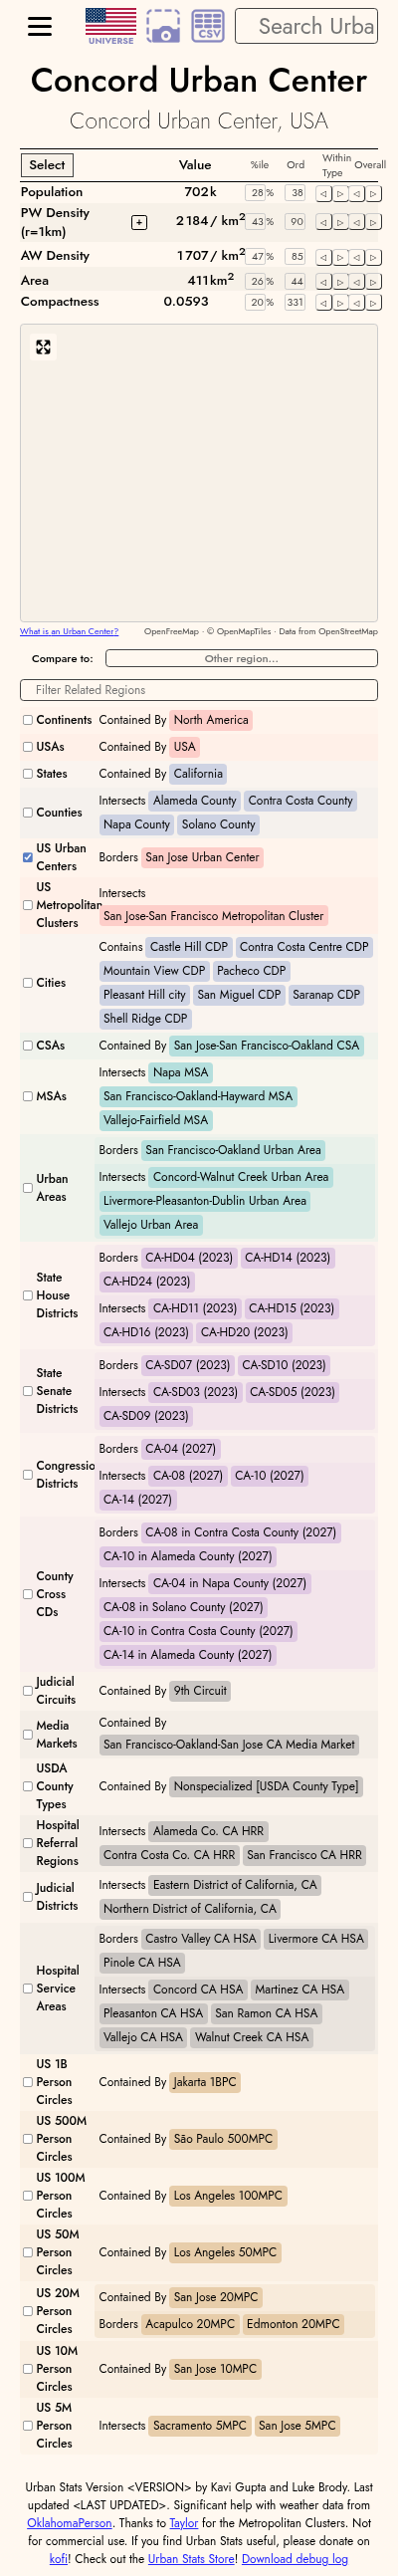 UNIVERSE
CSV
Search Urba
Concord Urban Center
Concord Urban Center, USA
Select Value %ile Ord Within Type Overall
Population 702k 28 % 38
PW Density (r=1km) + 2 184 / km2 43 % 90
AW Density 1 707 / km2 47 % 85
Area 411km2 26 % 44
Compactness 0.0593 20 % 331
What is an Urban Center? OpenFreeMap · © OpenMapTiles · Data from OpenStreetMap
Compare to: Other region...
Filter Related Regions
Continents Contained By North America
USAs Contained By USA
States Contained By California
Counties Intersects Alameda County Contra Costa County
Napa County Solano County
US Urban Centers Borders San Jose Urban Center
US Metropolitan Clusters Intersects
San Jose-San Francisco Metropolitan Cluster
Cities Contains Castle Hill CDP Contra Costa Centre CDP
Mountain View CDP Pacheco CDP
Pleasant Hill city San Miguel CDP Saranap CDP
Shell Ridge CDP
CSAs Contained By San Jose-San Francisco-Oakland CSA
MSAs Intersects Napa MSA
San Francisco-Oakland-Hayward MSA
Vallejo-Fairfield MSA
Urban Areas Borders San Francisco-Oakland Urban Area
Intersects Concord-Walnut Creek Urban Area
Livermore-Pleasanton-Dublin Urban Area
Vallejo Urban Area
State House Districts Borders CA-HD04 (2023) CA-HD14 (2023)
CA-HD24 (2023)
Intersects CA-HD11 (2023) CA-HD15 (2023)
CA-HD16 (2023) CA-HD20 (2023)
State Senate Districts Borders CA-SD07 (2023) CA-SD10 (2023)
Intersects CA-SD03 (2023) CA-SD05 (2023)
CA-SD09 (2023)
Congressio Districts Borders CA-04 (2027)
Intersects CA-08 (2027) CA-10 (2027)
CA-14 (2027)
County Cross CDs Borders CA-08 in Contra Costa County (2027)
CA-10 in Alameda County (2027)
Intersects CA-04 in Napa County (2027)
CA-08 in Solano County (2027)
CA-10 in Contra Costa County (2027)
CA-14 in Alameda County (2027)
Judicial Circuits Contained By 9th Circuit
Media Markets Contained By
San Francisco-Oakland-San Jose CA Media Market
USDA County Types Contained By Nonspecialized [USDA County Type]
Hospital Referral Regions Intersects Alameda Co. CA HRR
Contra Costa Co. CA HRR San Francisco CA HRR
Judicial Districts Intersects Eastern District of California, CA
Northern District of California, CA
Hospital Service Areas Borders Castro Valley CA HSA Livermore CA HSA
Pinole CA HSA
Intersects Concord CA HSA Martinez CA HSA
Pleasanton CA HSA San Ramon CA HSA
Vallejo CA HSA Walnut Creek CA HSA
US 1B Person Circles Contained By Jakarta 1BPC
US 500M Person Circles Contained By São Paulo 500MPC
US 100M Person Circles Contained By Los Angeles 100MPC
US 50M Person Circles Contained By Los Angeles 50MPC
US 20M Person Circles Contained By San Jose 20MPC
Borders Acapulco 20MPC Edmonton 20MPC
US 10M Person Circles Contained By San Jose 10MPC
US 5M Person Circles Intersects Sacramento 5MPC San Jose 5MPC
Urban Stats Version <VERSION> by Kavi Gupta and Luke Brody. Last
updated <LAST UPDATED>. Significant help with weather data from
OklahomaPerson. Thanks to Taylor for the Metropolitan Clusters. Not
for commercial use. If you find Urban Stats useful, please donate on
kofi! Check out the Urban Stats Store! Download debug log